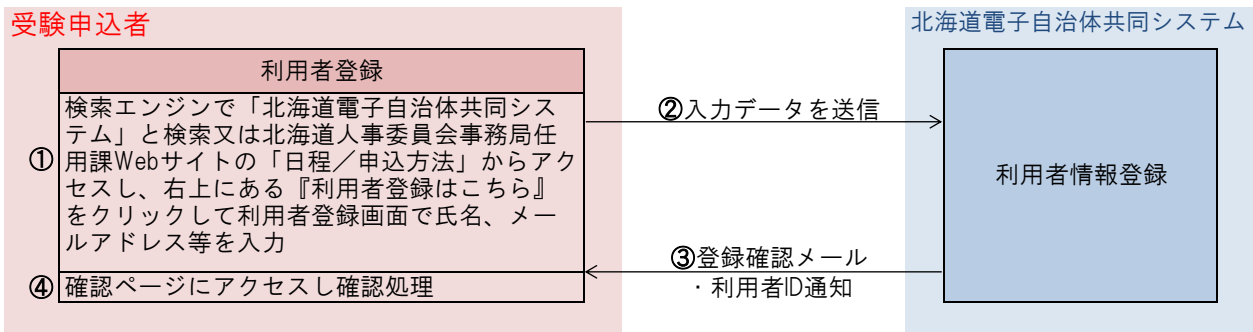 受験申込者
利用者登録
①
検索エンジンで「北海道電子自治体共同シス
テム」と検索又は北海道人事委員会事務局任
用課Webサイトの「日程／申込方法」からアク
セスし、右上にある『利用者登録はこちら』
をクリックして利用者登録画面で氏名、メー
ルアドレス等を入力
④
確認ページにアクセスし確認処理
②入力データを送信
③登録確認メール
・利用者ID通知
北海道電子自治体共同システム
利用者情報登録